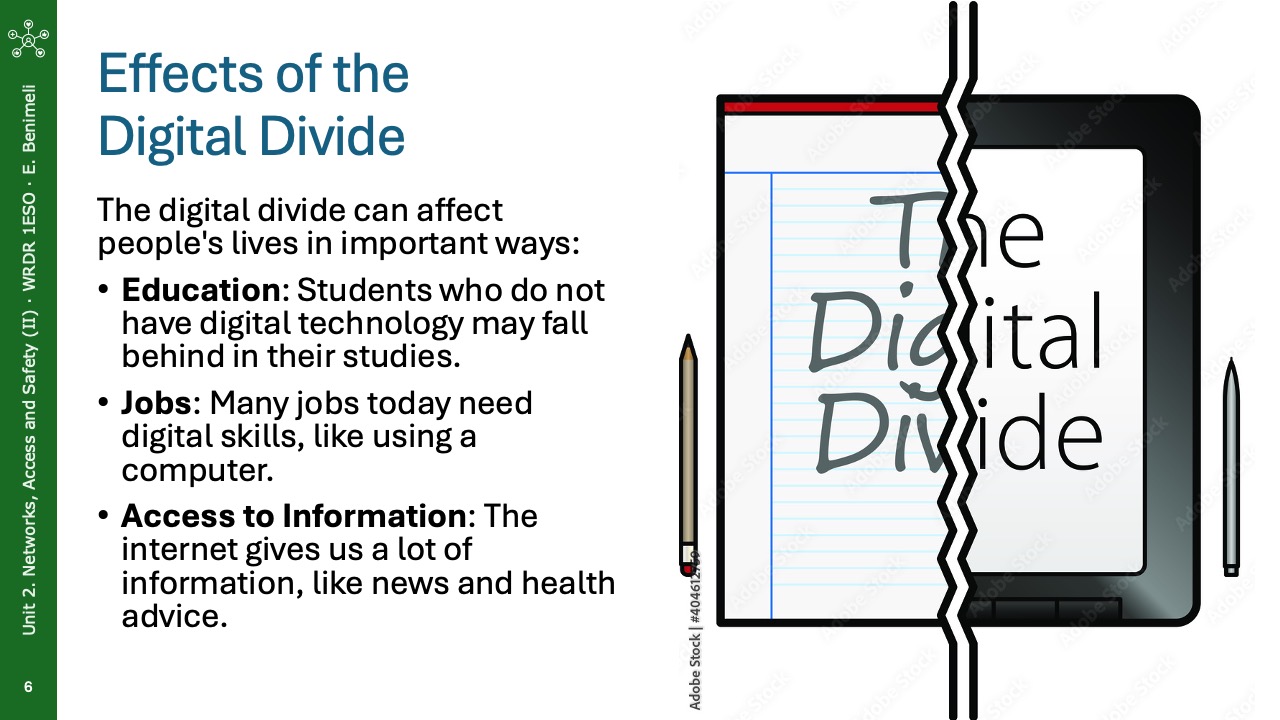 Unit 2. Networks, Access and Safety (II) · WRDR 1ESO · E. Benimeli
6
Effects of the
Digital Divide
The digital divide can affect
people's lives in important ways:
• Education: Students who do not
have digital technology may fall
behind in their studies.
• Jobs: Many jobs today need
digital skills, like using a
computer.
• Access to Information: The
internet gives us a lot of
information, like news and health
advice.
The
Digital
Divide
Adobe Stock | #404612769
Adobe Stock